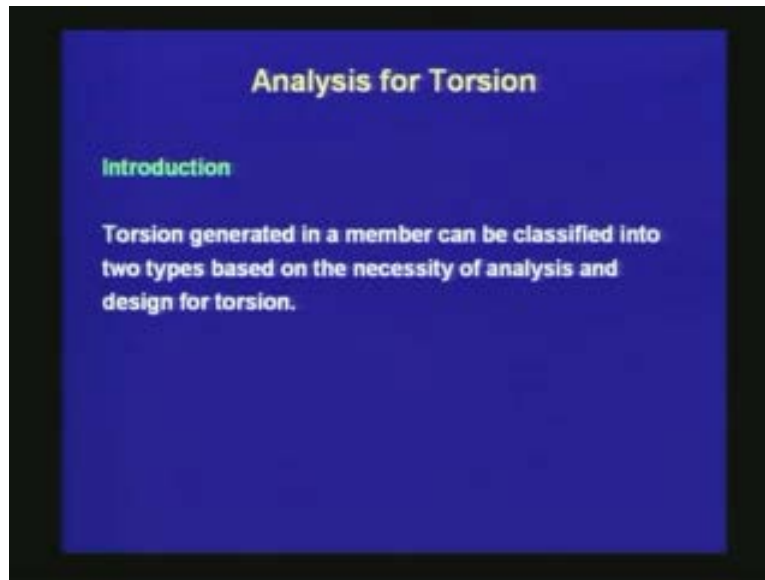 Analysis for Torsion
Introduction
Torsion generated in a member can be classified into
two types based on the necessity of analysis and
design for torsion.